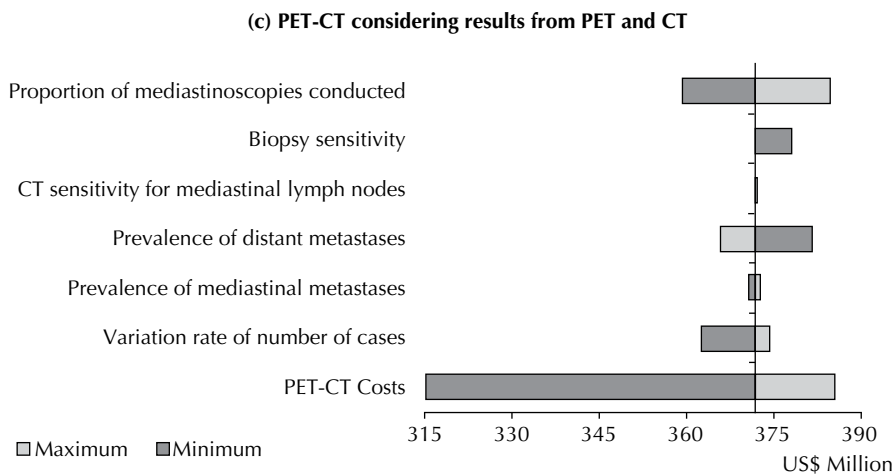 (c) PET-CT considering results from PET and CT
Proportion of mediastinoscopies conducted
Biopsy sensitivity
CT sensitivity for mediastinal lymph nodes
Prevalence of distant metastases
Prevalence of mediastinal metastases
Variation rate of number of cases
PET-CT Costs
315 330 345 360 375 390
Maximum Minimum
US$ Million